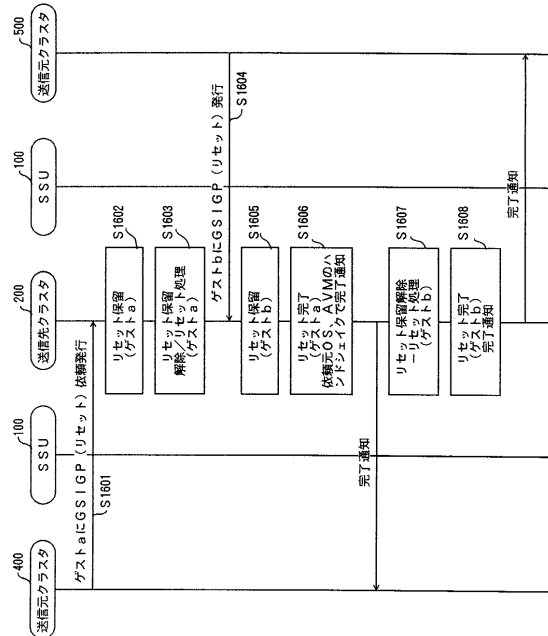 400
送信元クラスタ
100
SSU
200
送信先クラスタ
100
SSU
500
送信元クラスタ
ゲストaにGSIGP(リセット)依頼発行
S1601
リセット保留
(ゲストa)
S1602
リセット保留
解除/リセット処理
(ゲストa)
S1603
ゲストbにGSIGP(リセット)発行
S1604
リセット保留
(ゲストb)
S1605
リセット完了
(ゲストa)
依頼元OS、AVMのハ
ンドシェイクで完了通知
S1606
完了通知
リセット保留解除
ーリセット処理
(ゲストb)
S1607
リセット完了
(ゲストb)
完了通知
S1608
完了通知